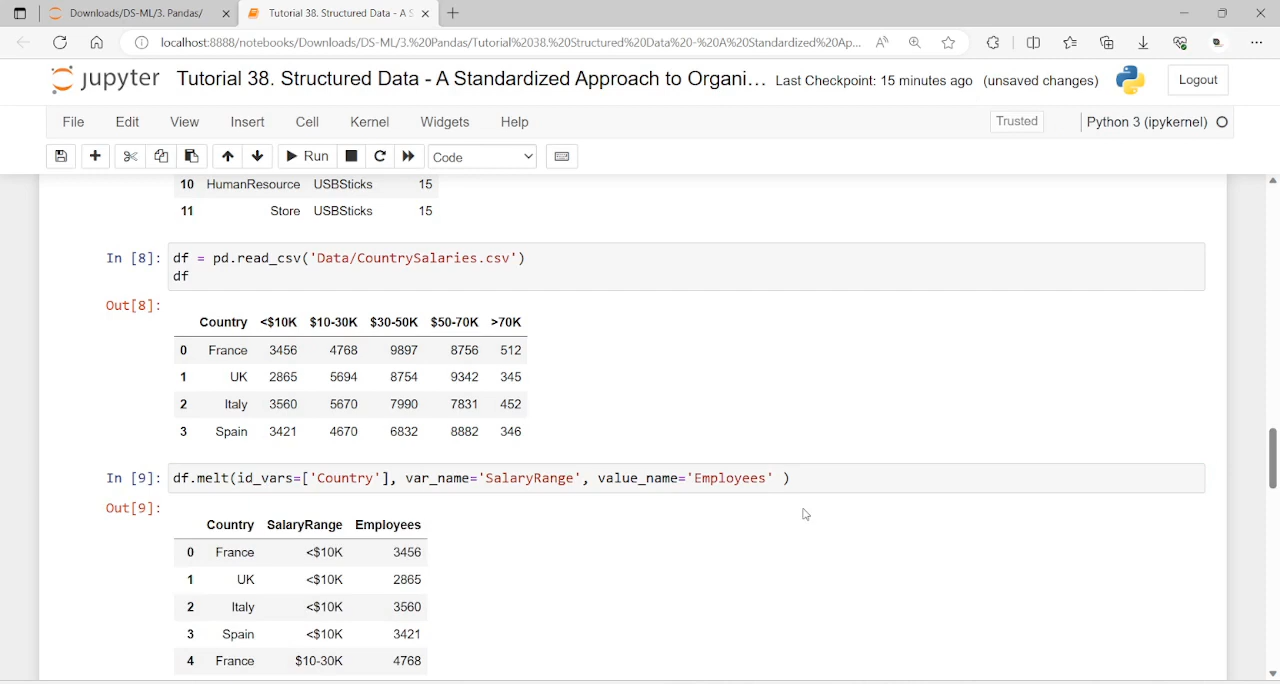 Downloads/DS-ML/3. Pandas/
Tutorial 38. Structured Data - A S
localhost:8888/notebooks/Downloads/DS-ML/3.%20Pandas/Tutorial%2038.%20Structured%20Data%20-%20A%20Standardized%20Ap...
jupyter Tutorial 38. Structured Data - A Standardized Approach to Organi... Last Checkpoint: 15 minutes ago (unsaved changes) Logout
File Edit View Insert Cell Kernel Widgets Help Trusted Python 3 (ipykernel)
Run Code
10 HumanResource USBSticks 15
11 Store USBSticks 15
In [8]: df = pd.read_csv('Data/CountrySalaries.csv')
df
Out[8]:
Country <$10K $10-30K $30-50K $50-70K >70K
0 France 3456 4768 9897 8756 512
1 UK 2865 5694 8754 9342 345
2 Italy 3560 5670 7990 7831 452
3 Spain 3421 4670 6832 8882 346
In [9]: df.melt(id_vars=['Country'], var_name='SalaryRange', value_name='Employees' )
Out[9]:
Country SalaryRange Employees
0 France <$10K 3456
1 UK <$10K 2865
2 Italy <$10K 3560
3 Spain <$10K 3421
4 France $10-30K 4768